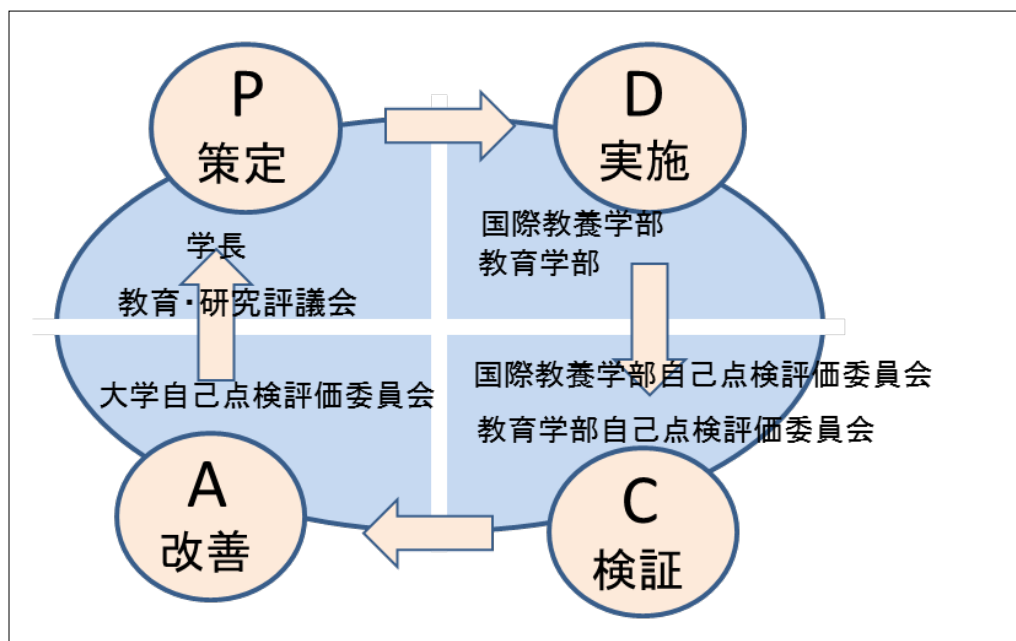 P
策定
D
実施
学長
教育・研究評議会
国際教養学部
教育学部
大学自己点検評価委員会
国際教養学部自己点検評価委員会
教育学部自己点検評価委員会
A
改善
C
検証